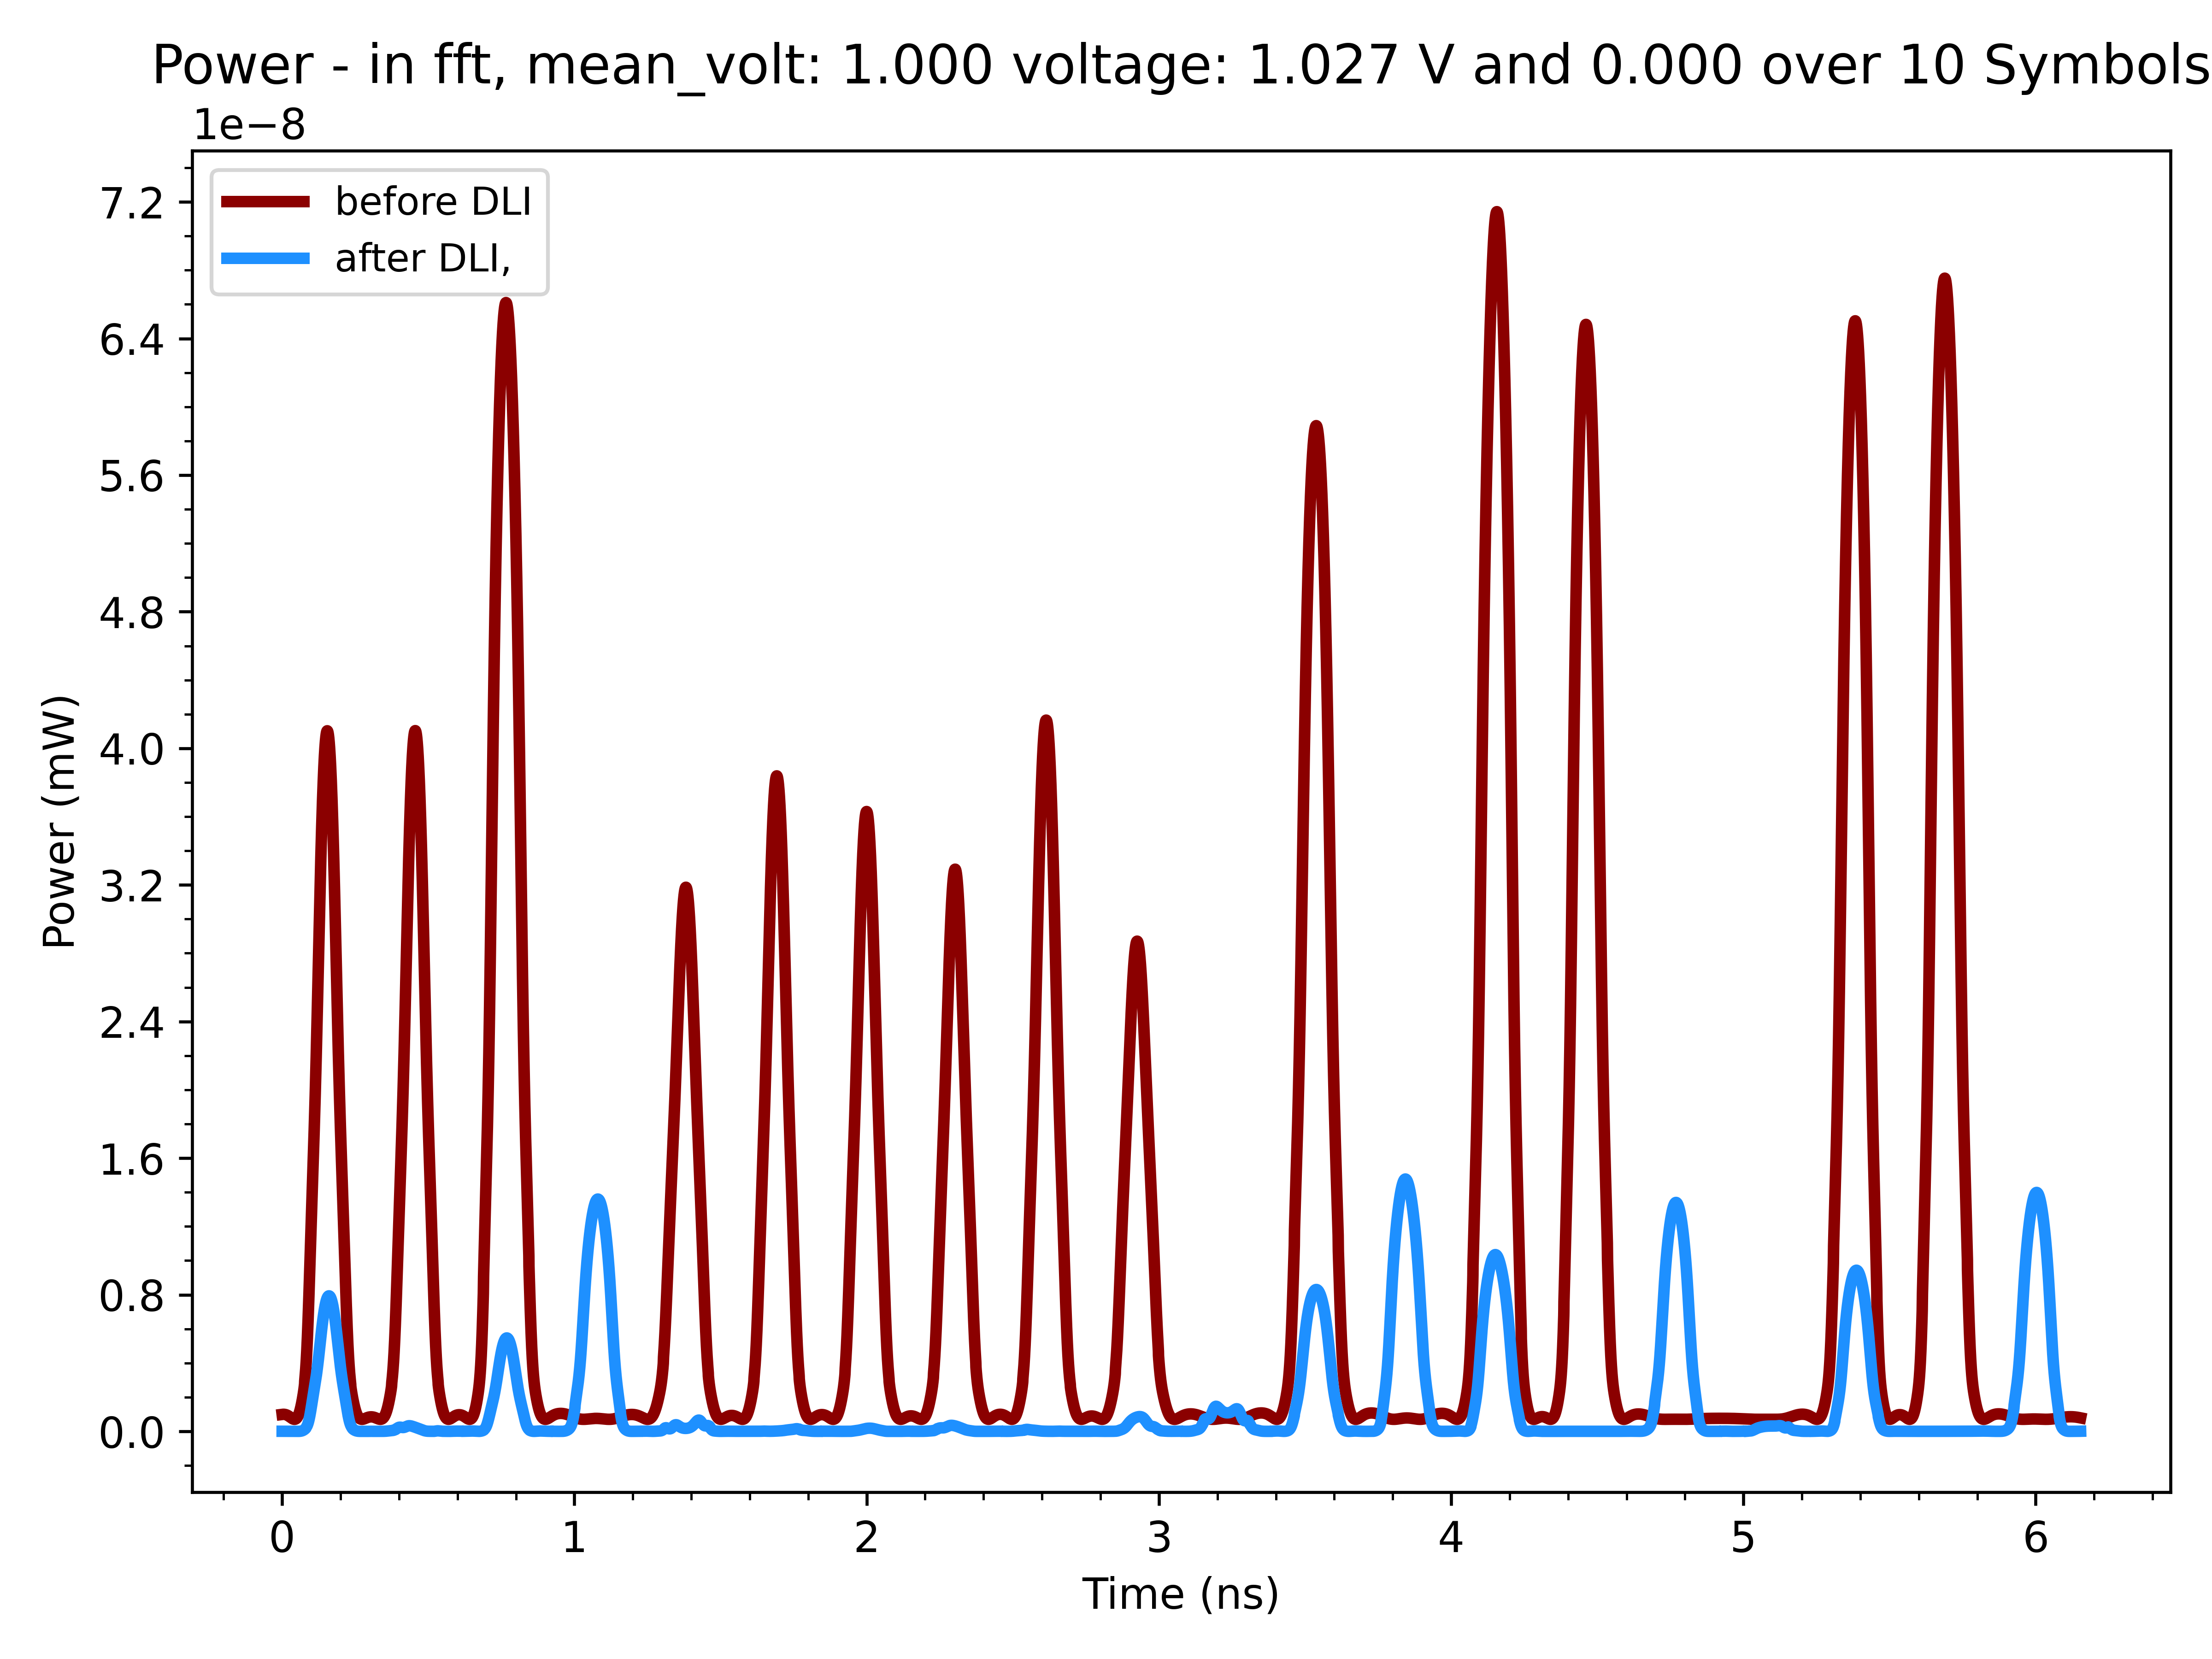 Power - in fft, mean_volt: 1.000 voltage: 1.027 V and 0.000 over 10 Symbols
1e−8
before DLI
after DLI,
7.2
6.4
5.6
4.8
4.0
3.2
2.4
1.6
0.8
0.0
Power (mW)
0 1 2 3 4 5 6
Time (ns)